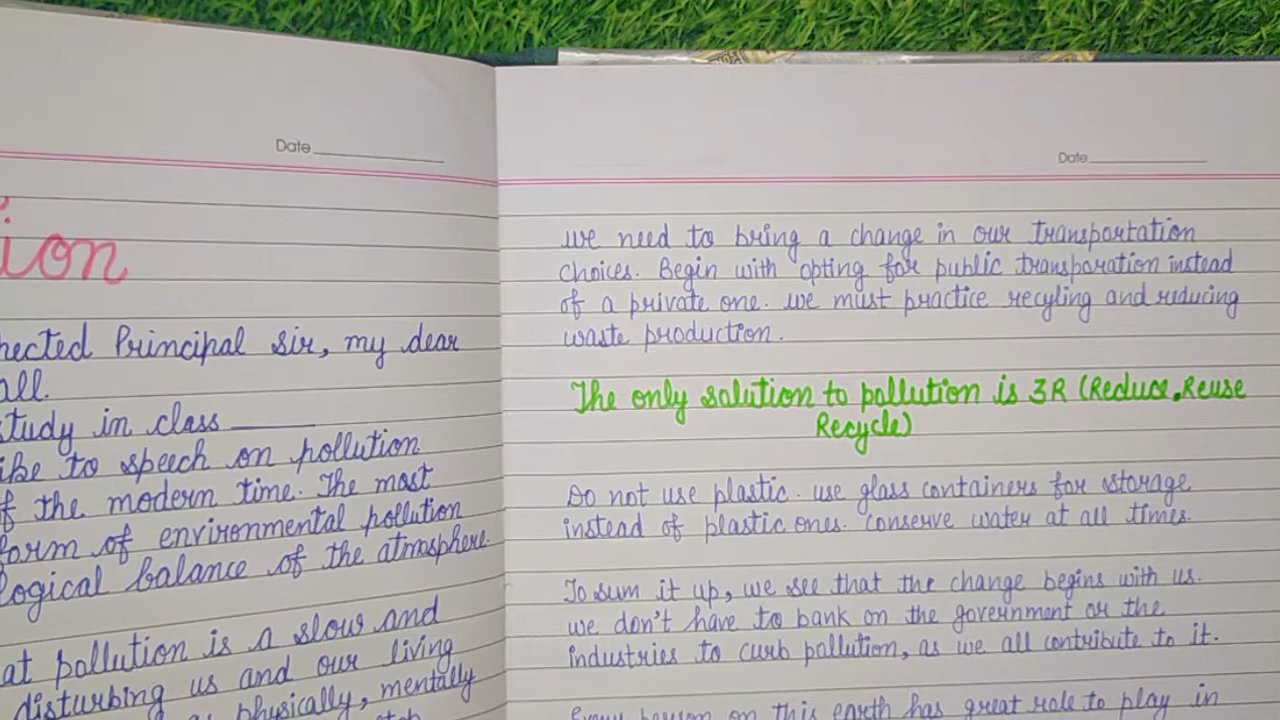 Date
ion
Principal Sir, my dear
all.
study in class
to speech on pollution
of the modern time. The most
form of environmental pollution
logical balance of the atmosphere.
at pollution is a slow and
disturbing us and our living
physically, mentally
Date
we need to bring a change in our transportation
choices. Begin with opting for public transporation instead
of a private one. we must practice recyling and reducing
waste production.
The only solution to pollution is 3R (Reduce, Reuse
Recycle)
Do not use plastic. use glass containers for storage
instead of plastic ones. conserve water at all times.
To sum it up, we see that the change begins with us.
we don't have to bank on the government or the
industries to curb pollution, as we all contribute to it.
Every person on this earth has great role to play in